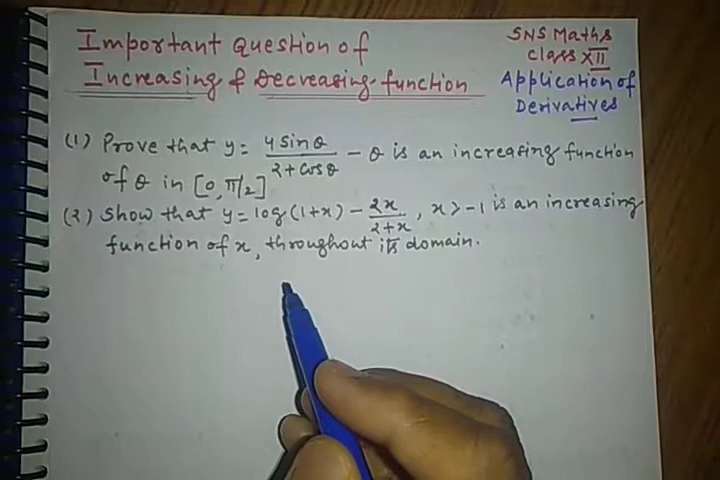 Important Question of
Increasing & Decreasing function
SNS Maths
Class XII
Application of
Derivatives
(1) Prove that y = 4 sinθ / 2 + cosθ - θ is an increasing function
of θ in [0, π/2]
(2) Show that y = log(1+x) - 2x / 2+x , x > -1 is an increasing
function of x, throughout its domain.